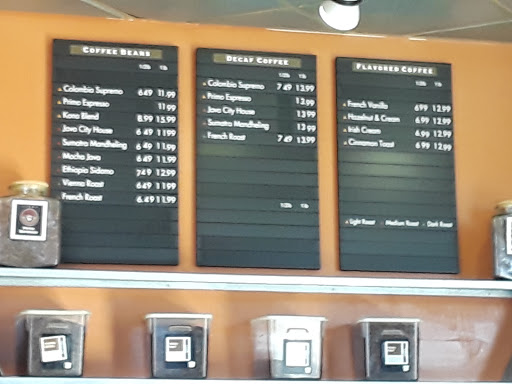 COFFEE BEANS
1/2lb 1lb
Colombia Supremo 6 49 11.99
Primo Espresso 11 99
Kona Blend 8.99 15.99
Java City House 6 49 11 99
Sumatra Mandheling 6 49 11.99
Mocha Java 6 49 11.99
Ethiopia Sidamo 7 49 12.99
Vienna Roast 6 49 11 99
French Roast 6.49 11.99
DECAF COFFEE
1/2lb 1lb
Colombia Supremo 7 49 13.99
Primo Espresso 12.99
Java City House 13 99
Sumatra Mandheling 13 99
French Roast 7 49 13.99
1/2lb 1lb
FLAVORED COFFEE
1/2lb 1lb
French Vanilla 6.99 12.99
Hazelnut & Cream 6.99 12.99
Irish Cream 6.99 12.99
Cinnamon Toast 6.99 12.99
Light Roast Medium Roast Dark Roast